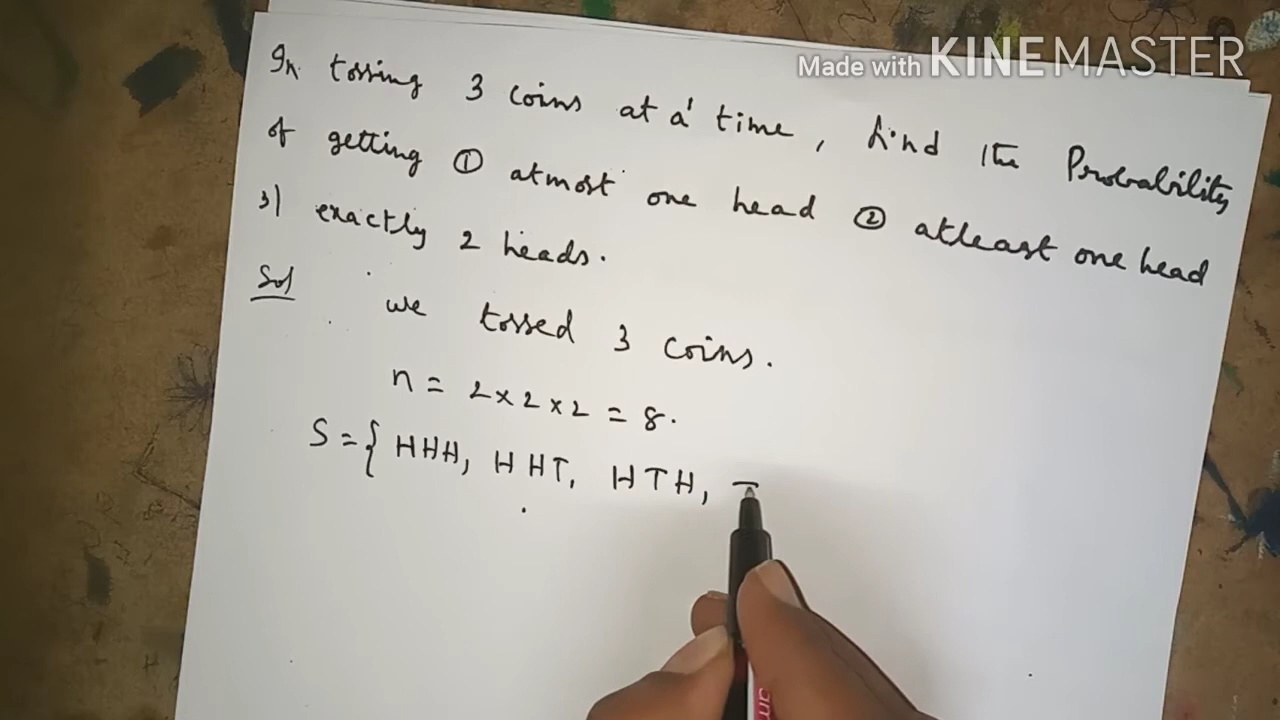 Made with KINEMASTER
In tossing 3 coins at a time, find the Probability
of getting ① atmost one head ② atleast one head
3) exactly 2 heads.
Sol we tossed 3 coins.
n = 2 × 2 × 2 = 8.
S = { HHH, HHT, HTH, T
am